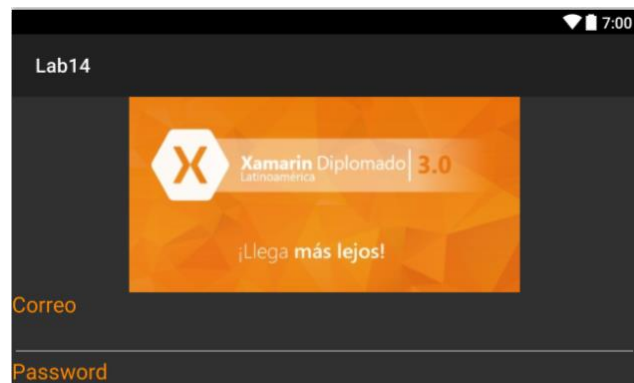 7:00
Lab14
X
Xamarin Diplomado 3.0
Latinoamérica
¡Llega más lejos!
Correo
Password